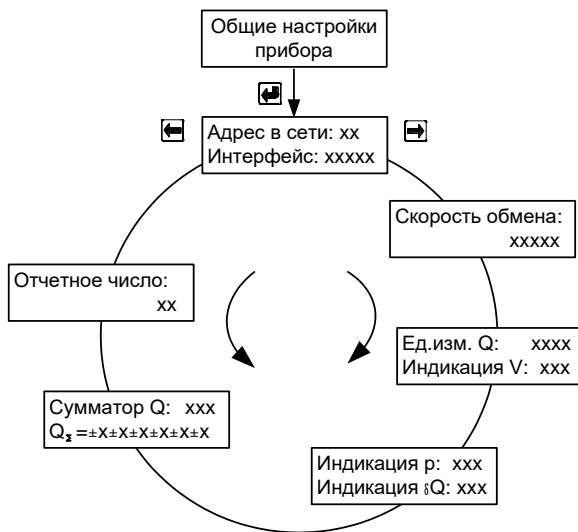 Общие настройки
прибора
Адрес в сети: xx
Интерфейс: xxxxx
Скорость обмена:
xxxxx
Отчетное число:
xx
Ед.изм. Q: xxxx
Индикация V: xxx
Сумматор Q: xxx
QΣ =±x±x±x±x±x±x
Индикация p: xxx
Индикация δQ: xxx